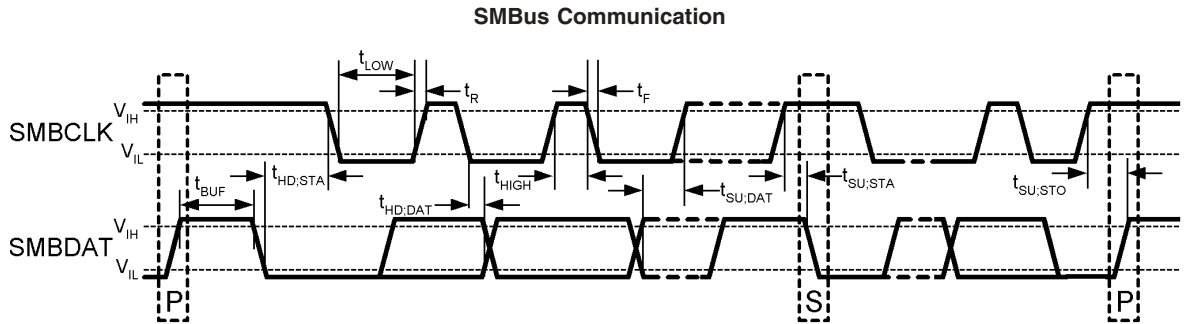 SMBus Communication
tLOW
tR
tF
VIH
SMBCLK
VIL
tHD;STA
tBUF
tHD;DAT
tHIGH
tSU;DAT
tSU;STA
tSU;STO
VIH
SMBDAT
VIL
P
S
P